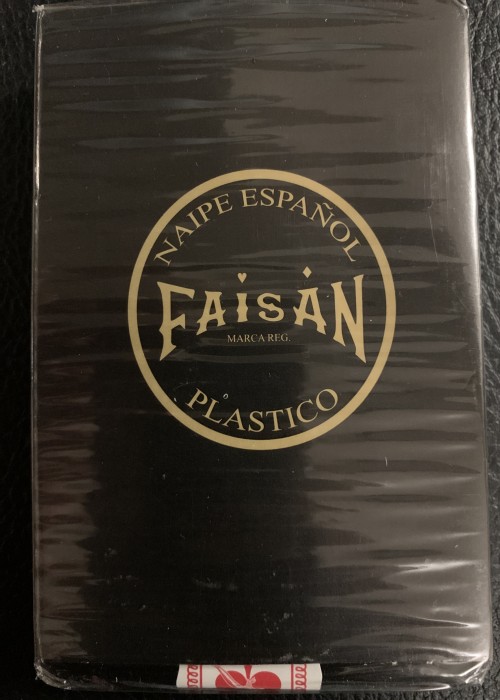 NAIPE ESPAÑOL
FAISÁN
MARCA REG.
PLASTICO